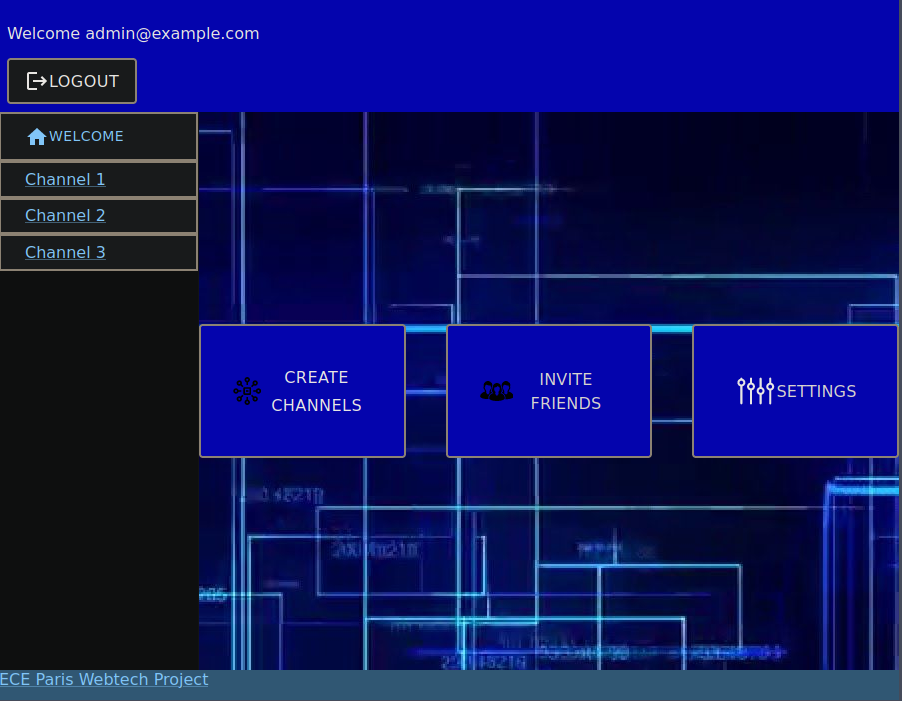 Welcome admin@example.com
LOGOUT
WELCOME
Channel 1
Channel 2
Channel 3
CREATE
CHANNELS
INVITE
FRIENDS
SETTINGS
ECE Paris Webtech Project